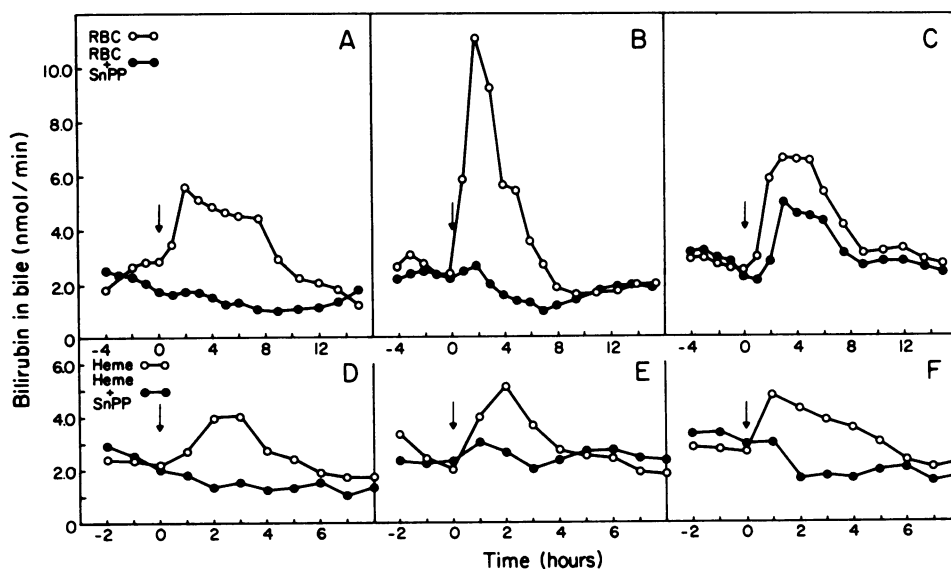 A
B
C
RBC
RBC
+
SnPP
10.0
8.0
6.0
4.0
2.0
0
-4 0 4 8 12
-4 0 4 8 12
-4 0 4 8 12
Bilirubin in bile (nmol/min)
D
E
F
Heme
Heme
+
SnPP
6.0
4.0
2.0
0
-2 0 2 4 6
-2 0 2 4 6
-2 0 2 4 6
Time (hours)